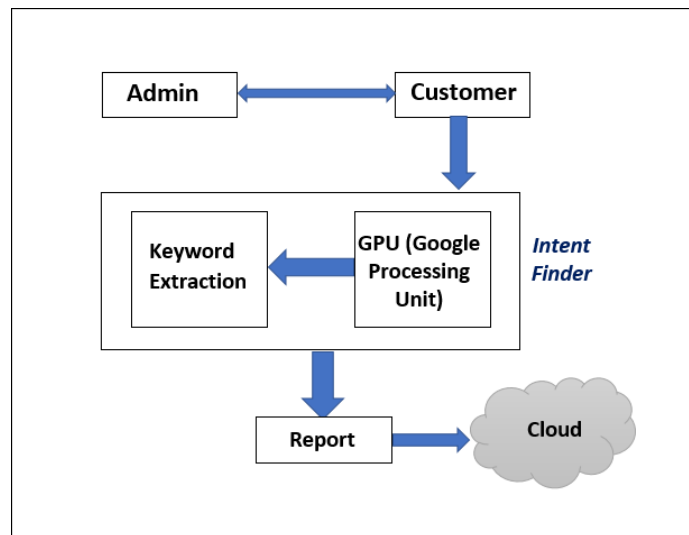 Admin
Customer
Keyword
Extraction
GPU (Google
Processing
Unit)
Intent
Finder
Report
Cloud